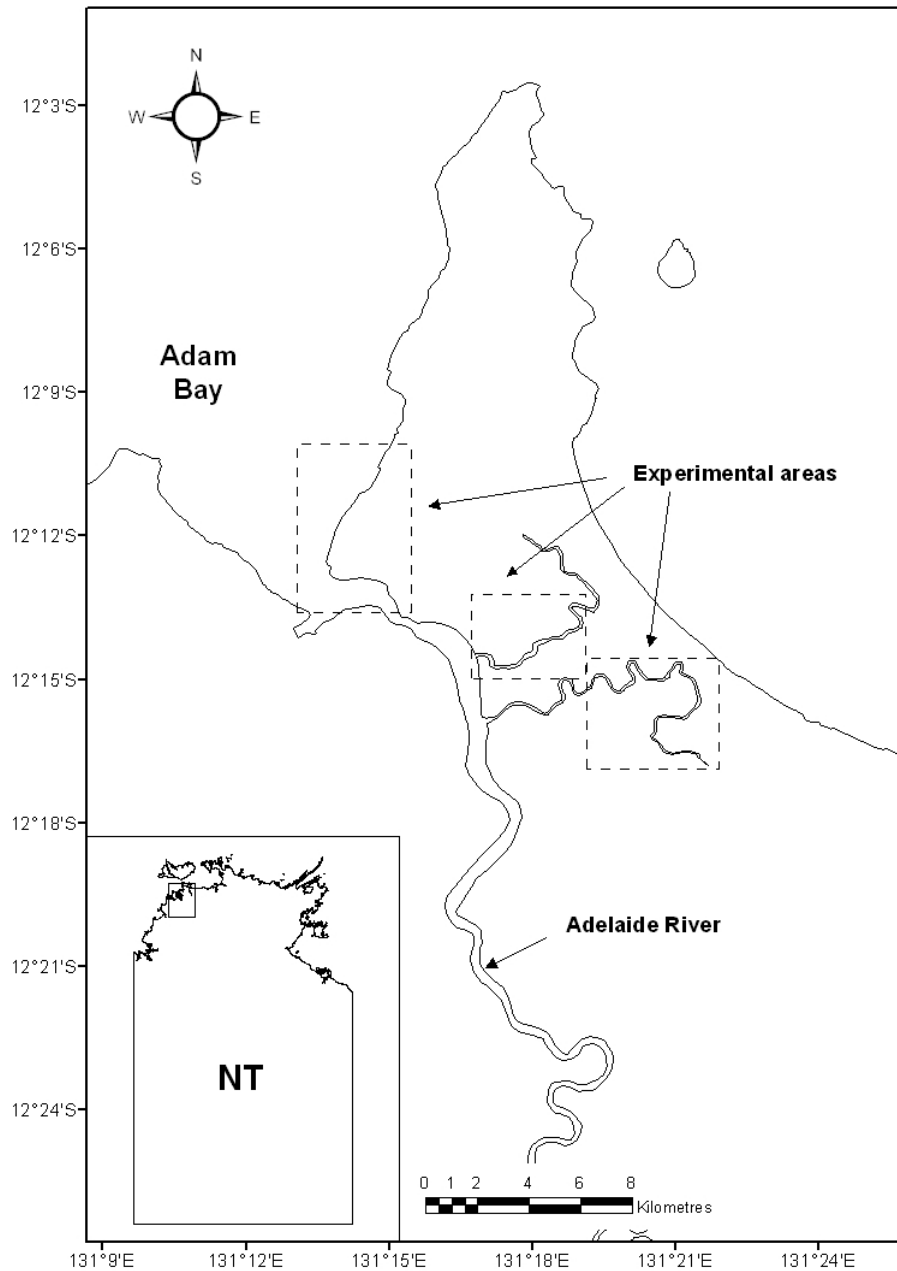 N
W E
S
12°3'S
12°6'S
12°9'S
12°12'S
12°15'S
12°18'S
12°21'S
12°24'S
Adam
Bay
Experimental areas
Adelaide River
NT
0 1 2 4 6 8
Kilometres
131°9'E 131°12'E 131°15'E 131°18'E 131°21'E 131°24'E